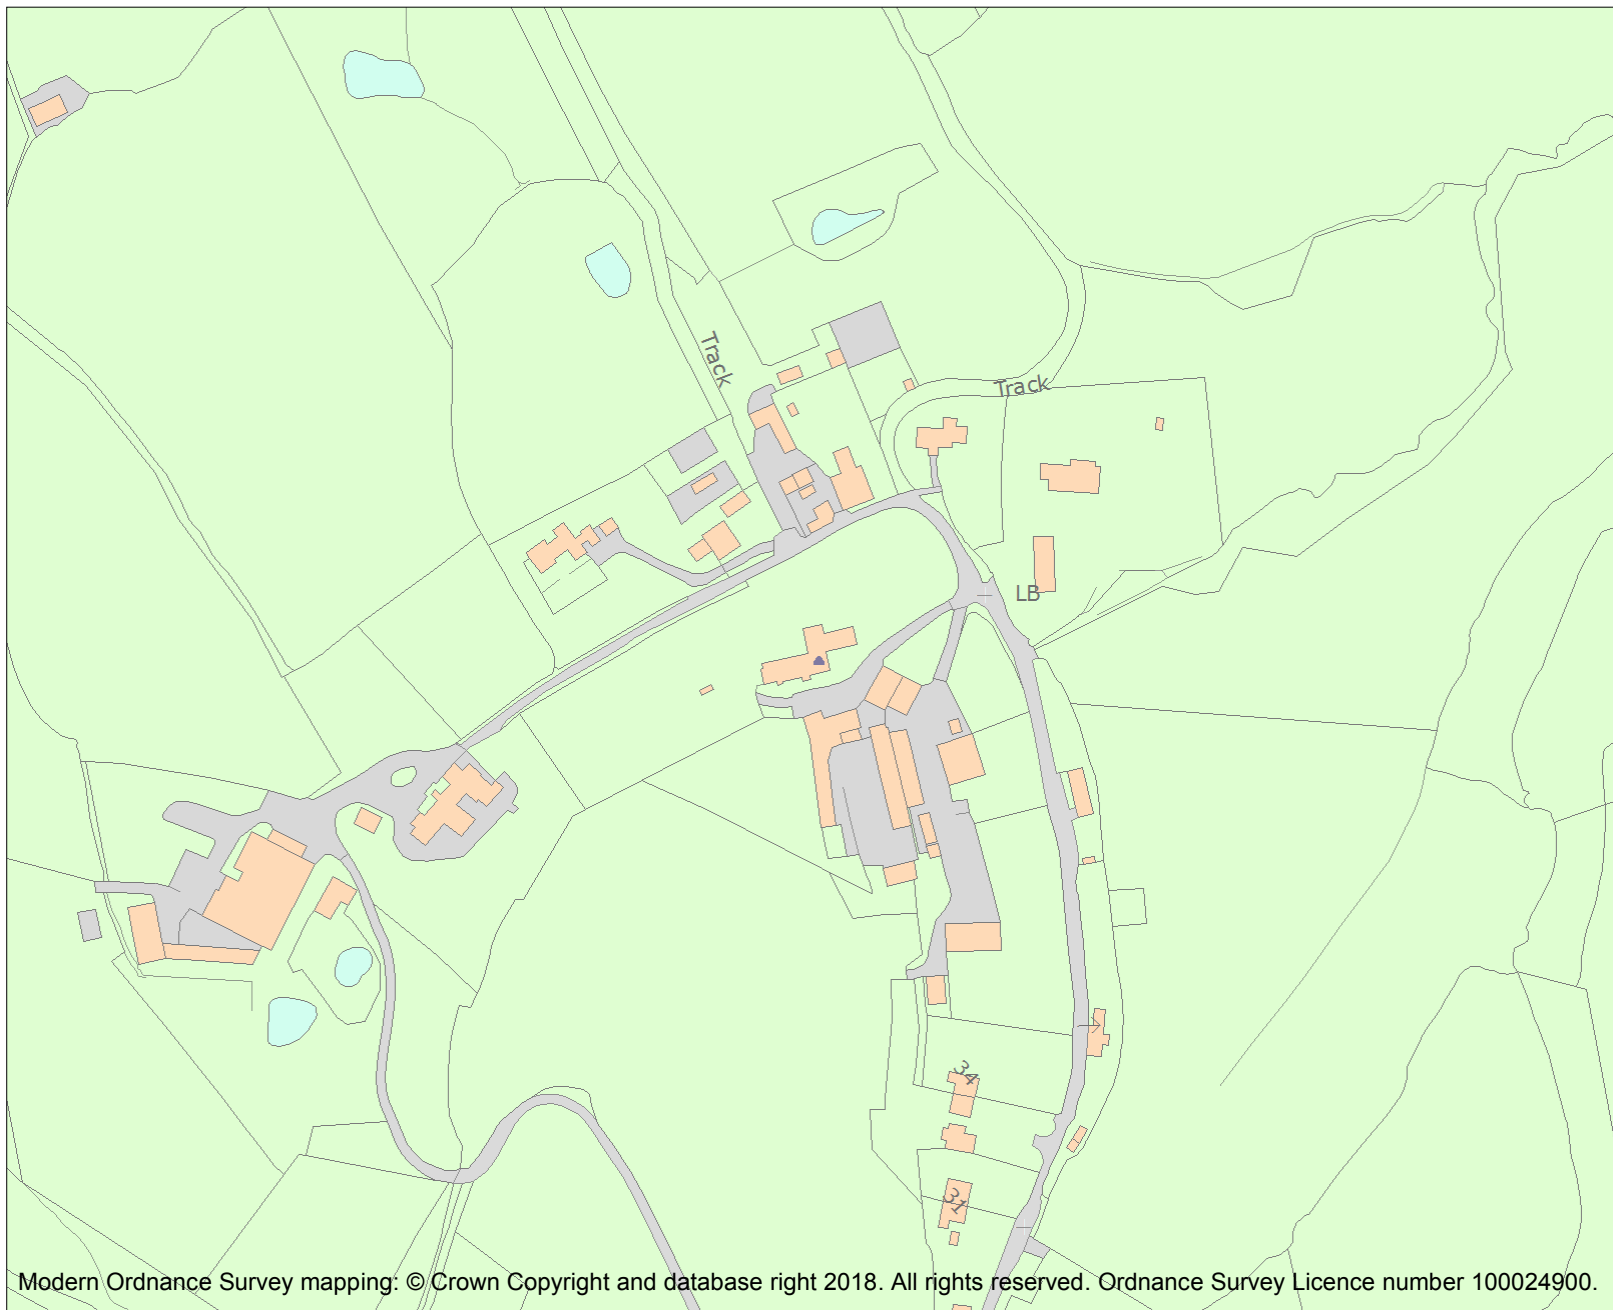 Track
Track
LB
34
31
Modern Ordnance Survey mapping: © Crown Copyright and database right 2018. All rights reserved. Ordnance Survey Licence number 100024900.